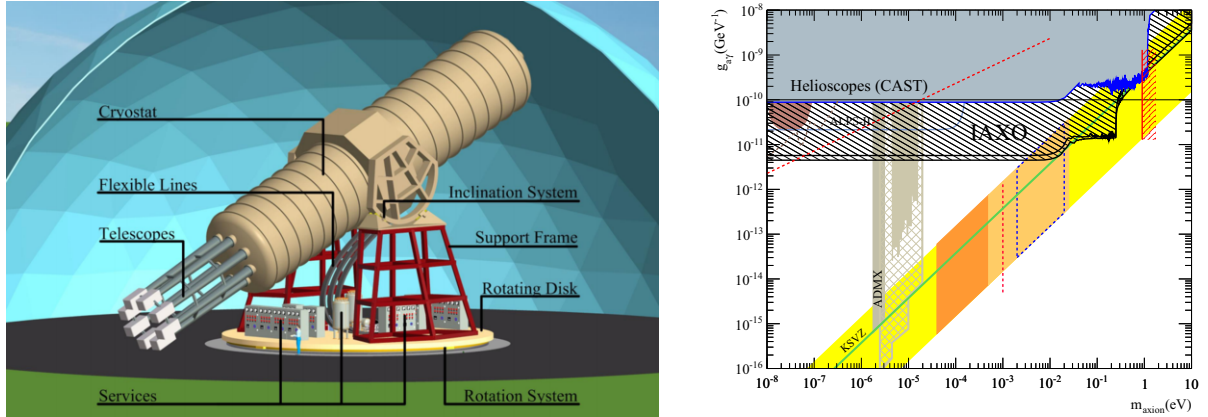 Cryostat
Flexible Lines
Telescopes
Services
Inclination System
Support Frame
Rotating Disk
Rotation System
g_aγ(GeV⁻¹)
10⁻⁸
10⁻⁹
10⁻¹⁰
10⁻¹¹
10⁻¹²
10⁻¹³
10⁻¹⁴
10⁻¹⁵
10⁻¹⁶
Helioscopes (CAST)
ALPS-II
IAXO
ADMX
KSVZ
10⁻⁸ 10⁻⁷ 10⁻⁶ 10⁻⁵ 10⁻⁴ 10⁻³ 10⁻² 10⁻¹ 1 10
m_axion(eV)